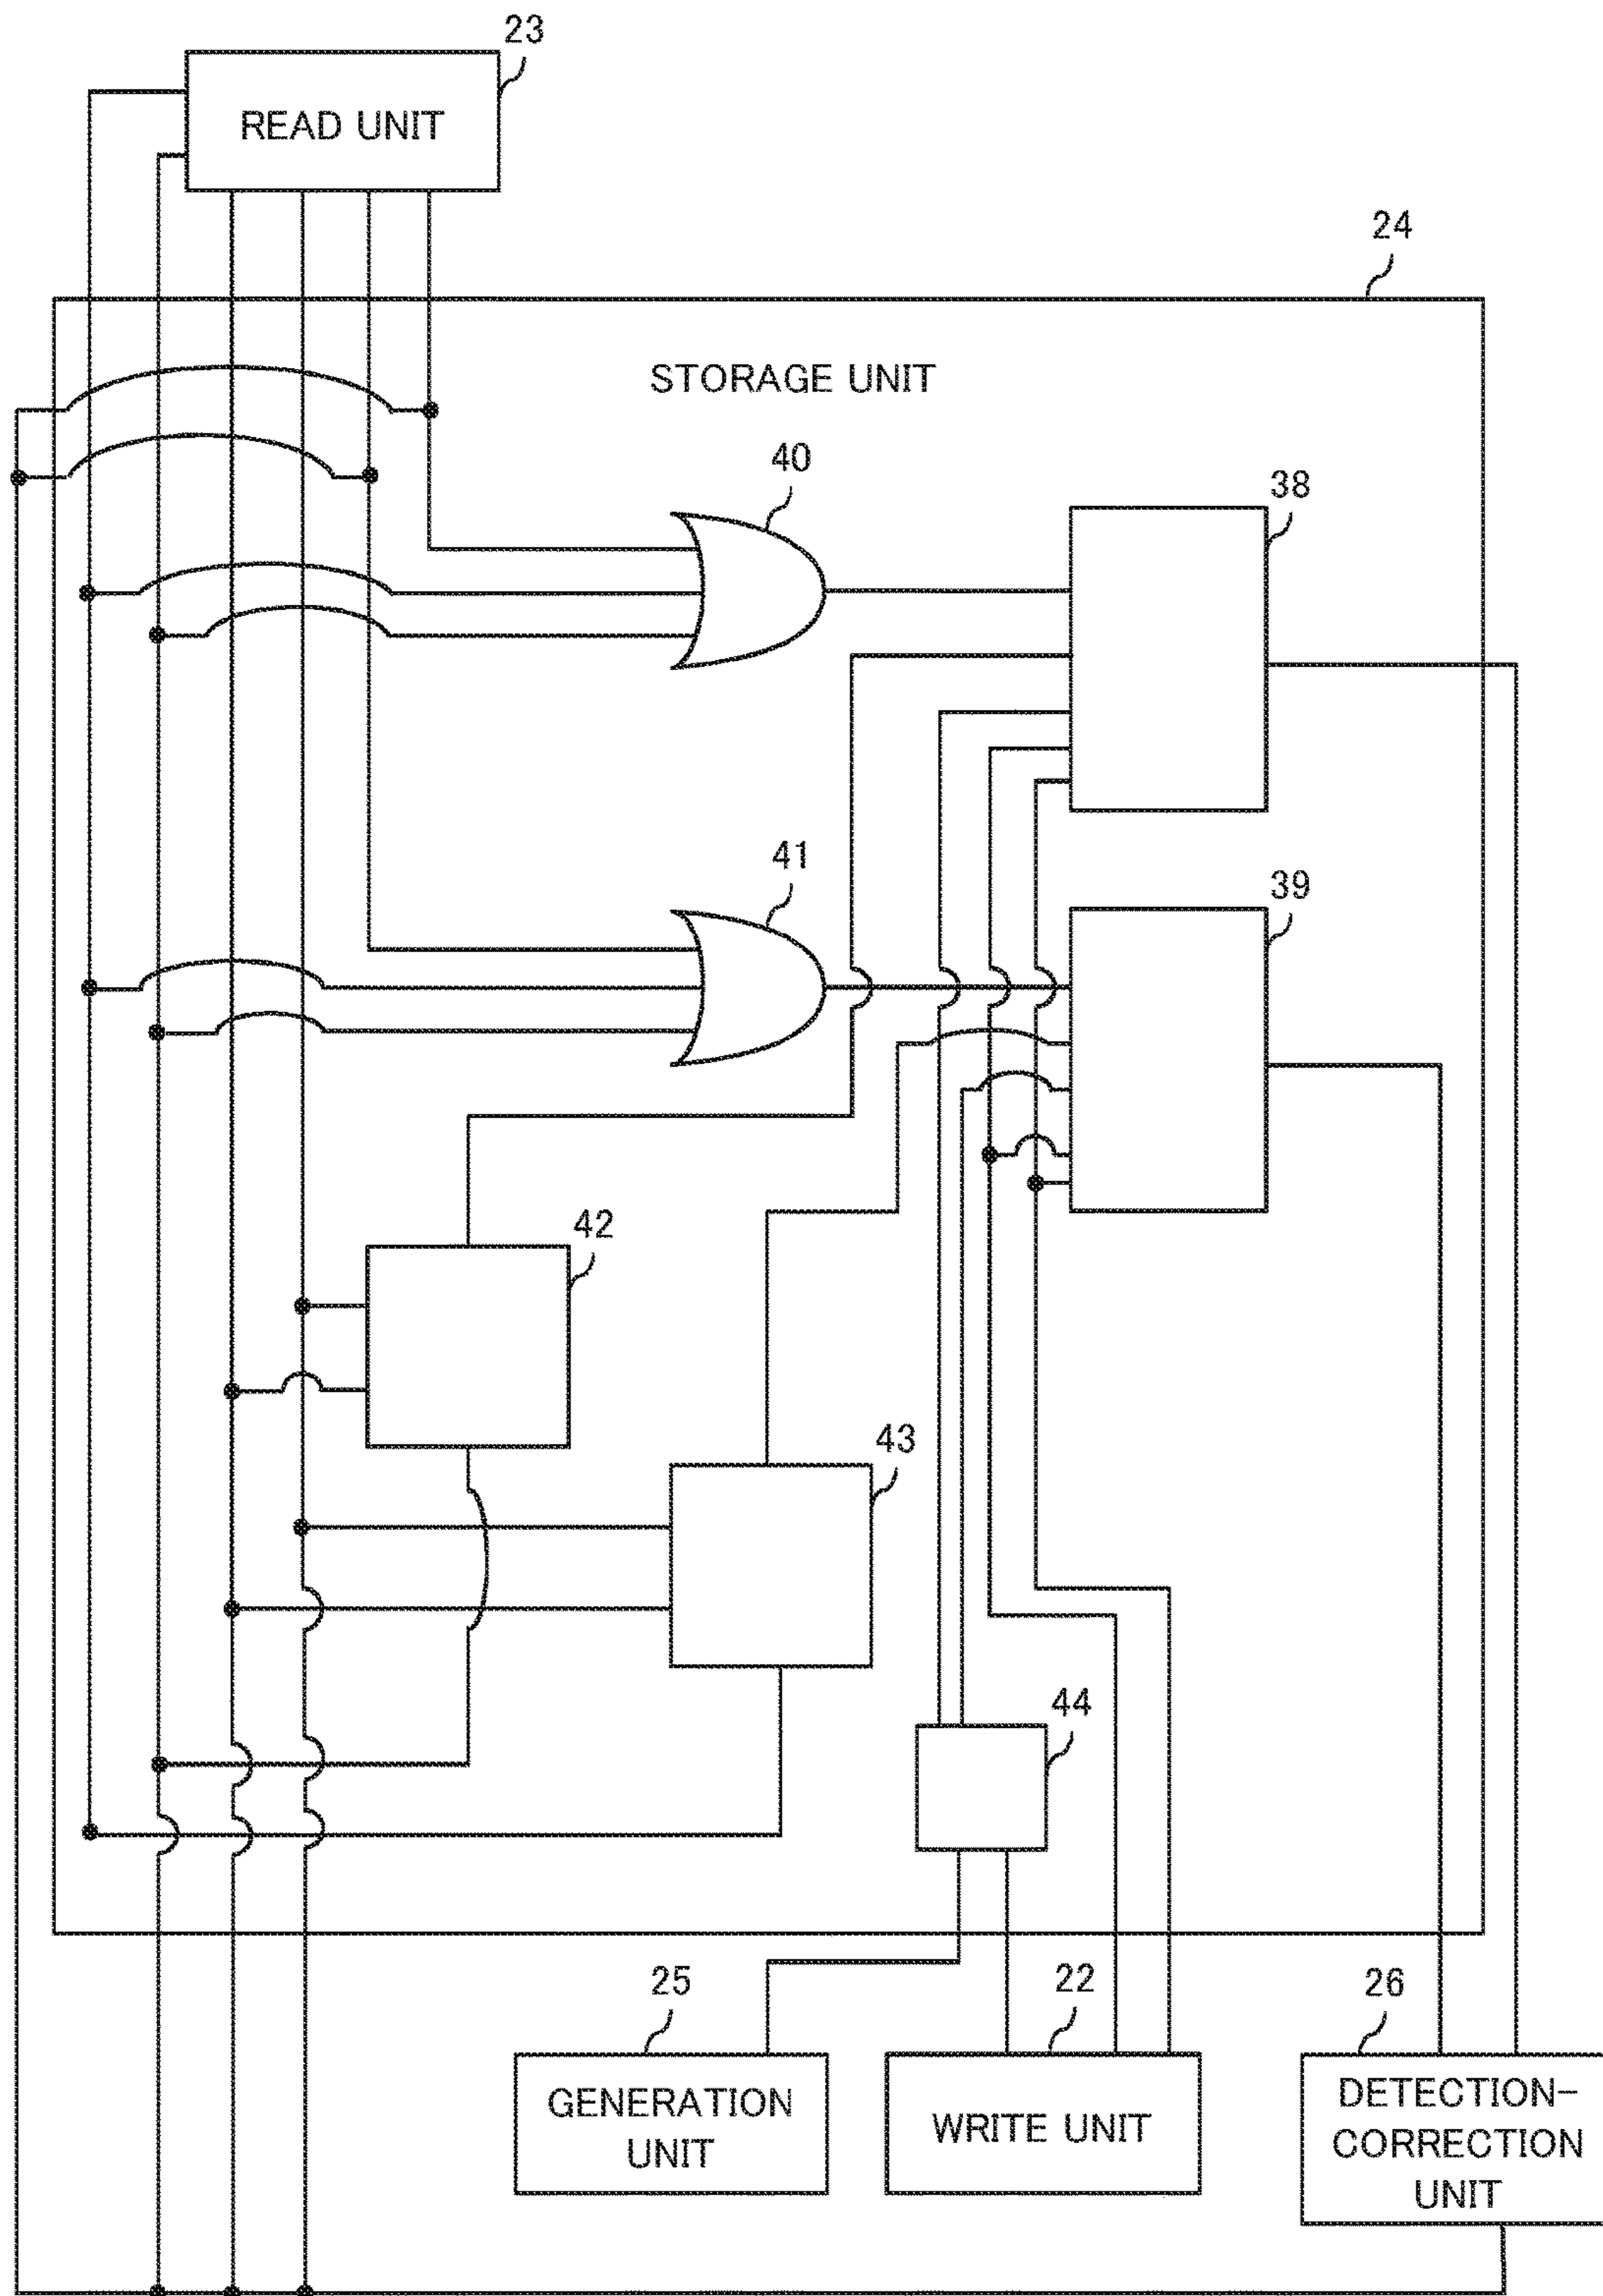 23
READ UNIT
24
STORAGE UNIT
40
38
41
39
42
43
44
25
22
26
GENERATION
UNIT
WRITE UNIT
DETECTION-
CORRECTION
UNIT